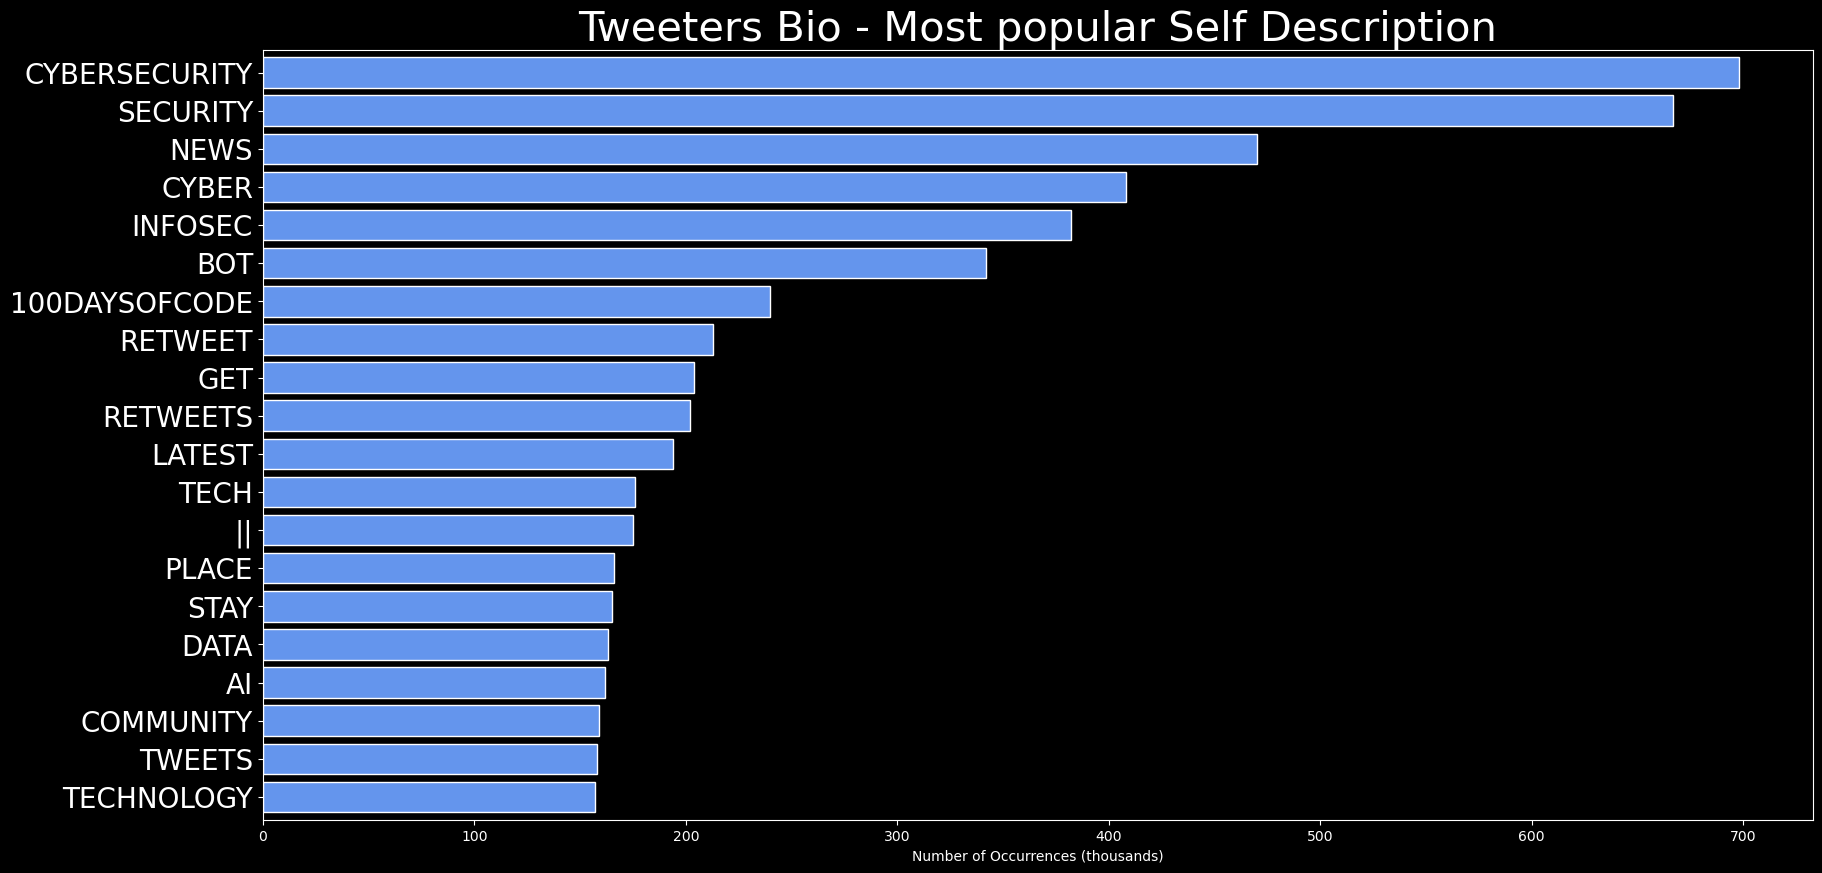 Tweeters Bio - Most popular Self Description
CYBERSECURITY
SECURITY
NEWS
CYBER
INFOSEC
BOT
100DAYSOFCODE
RETWEET
GET
RETWEETS
LATEST
TECH
||
PLACE
STAY
DATA
AI
COMMUNITY
TWEETS
TECHNOLOGY
0 100 200 300 400 500 600 700
Number of Occurrences (thousands)